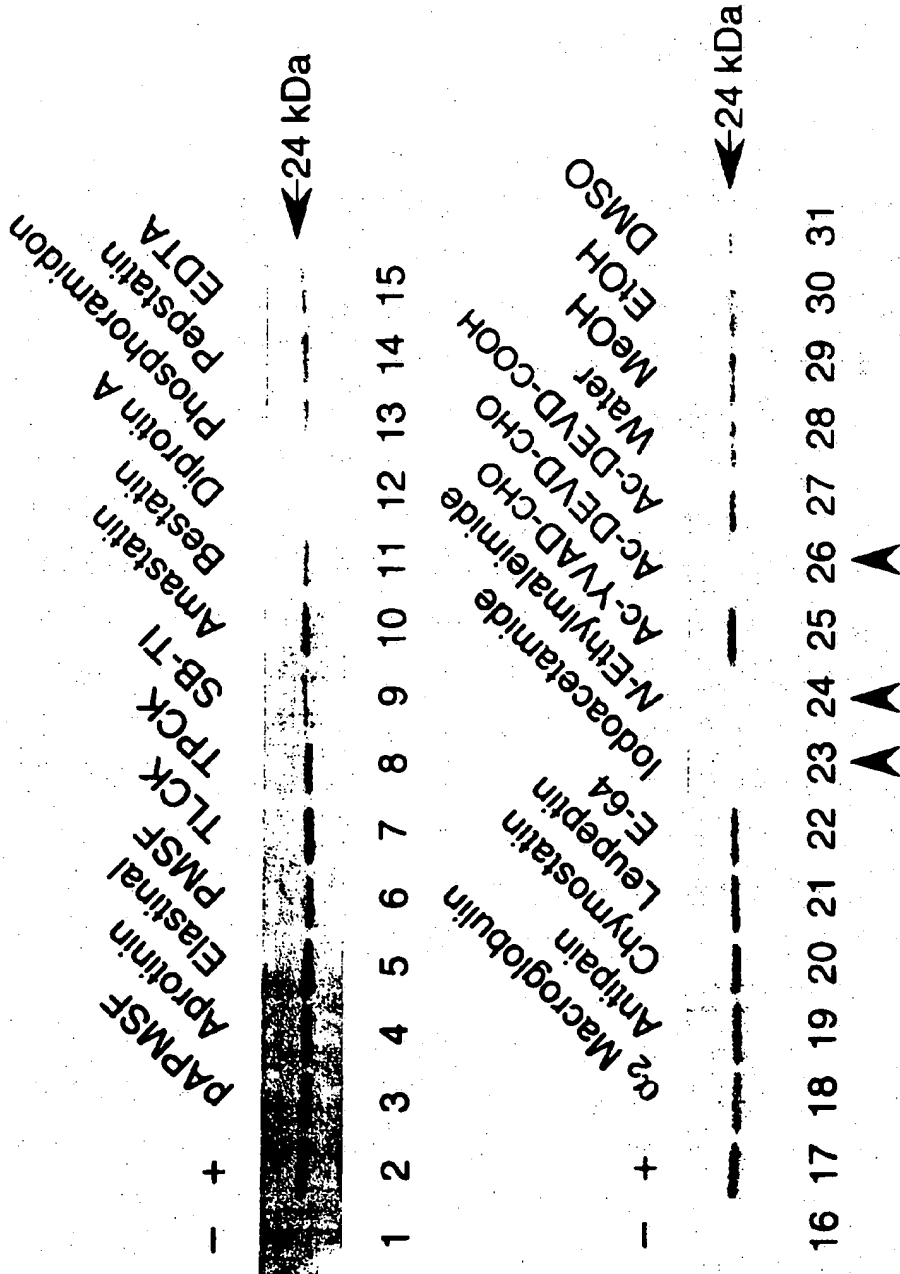 − + pAPMSF Aprotinin Elastinal PMSF TLCK TPCK SB-TI Amastatin Bestatin Diprotin A Phosphoramidon Pepstatin EDTA
24 kDa
1 2 3 4 5 6 7 8 9 10 11 12 13 14 15
− + α2 Macroglobulin Antipain Chymostatin Leupeptin E-64 Iodoacetamide N-Ethylmaleimide Ac-YVAD-CHO Ac-DEVD-CHO Ac-DEVD-COOH Water MeOH EtOH DMSO
24 kDa
16 17 18 19 20 21 22 23 24 25 26 27 28 29 30 31